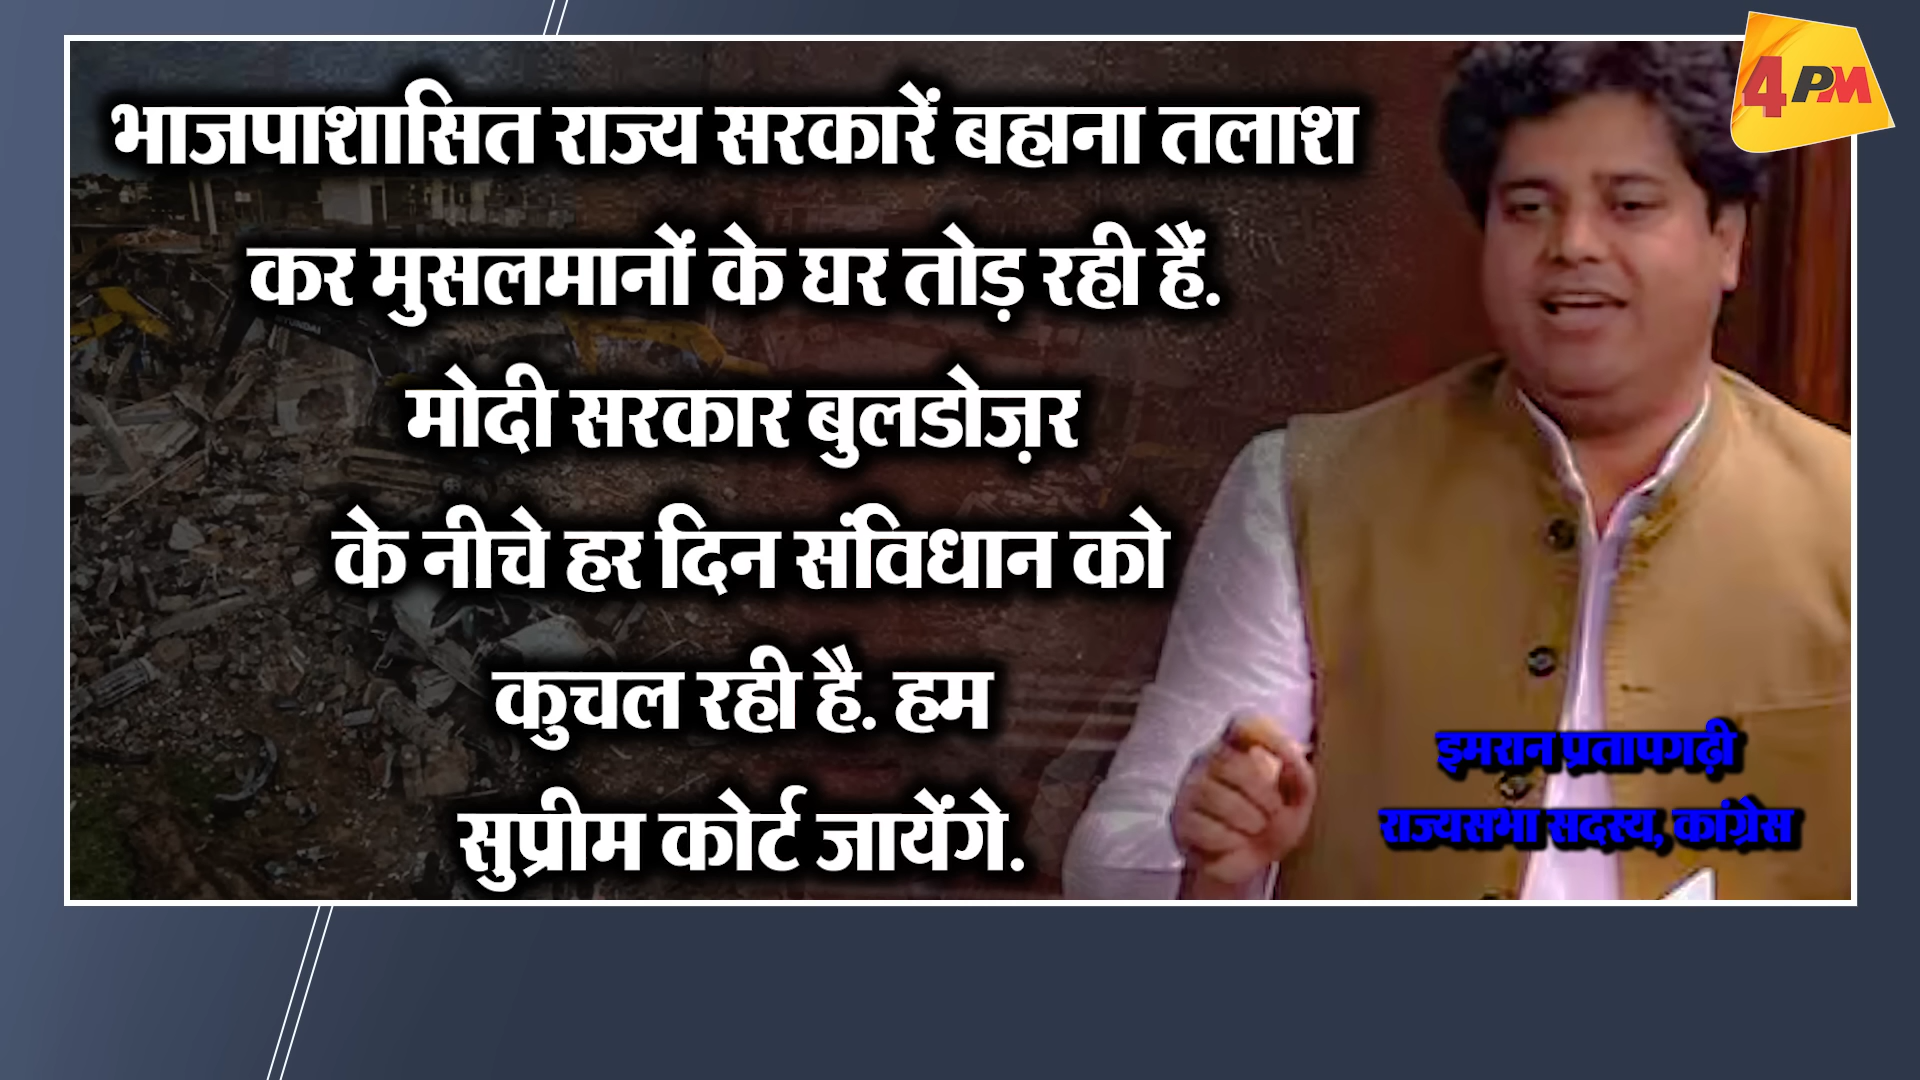 4PM
भाजपाशासित राज्य सरकारें बहाना तलाश
कर मुसलमानों के घर तोड़ रही हैं.
मोदी सरकार बुलडोज़र
के नीचे हर दिन संविधान को
कुचल रही है. हम
सुप्रीम कोर्ट जायेंगे.
इमरान प्रतापगढ़ी
राज्यसभा सदस्य, कांग्रेस
HYUNDAI